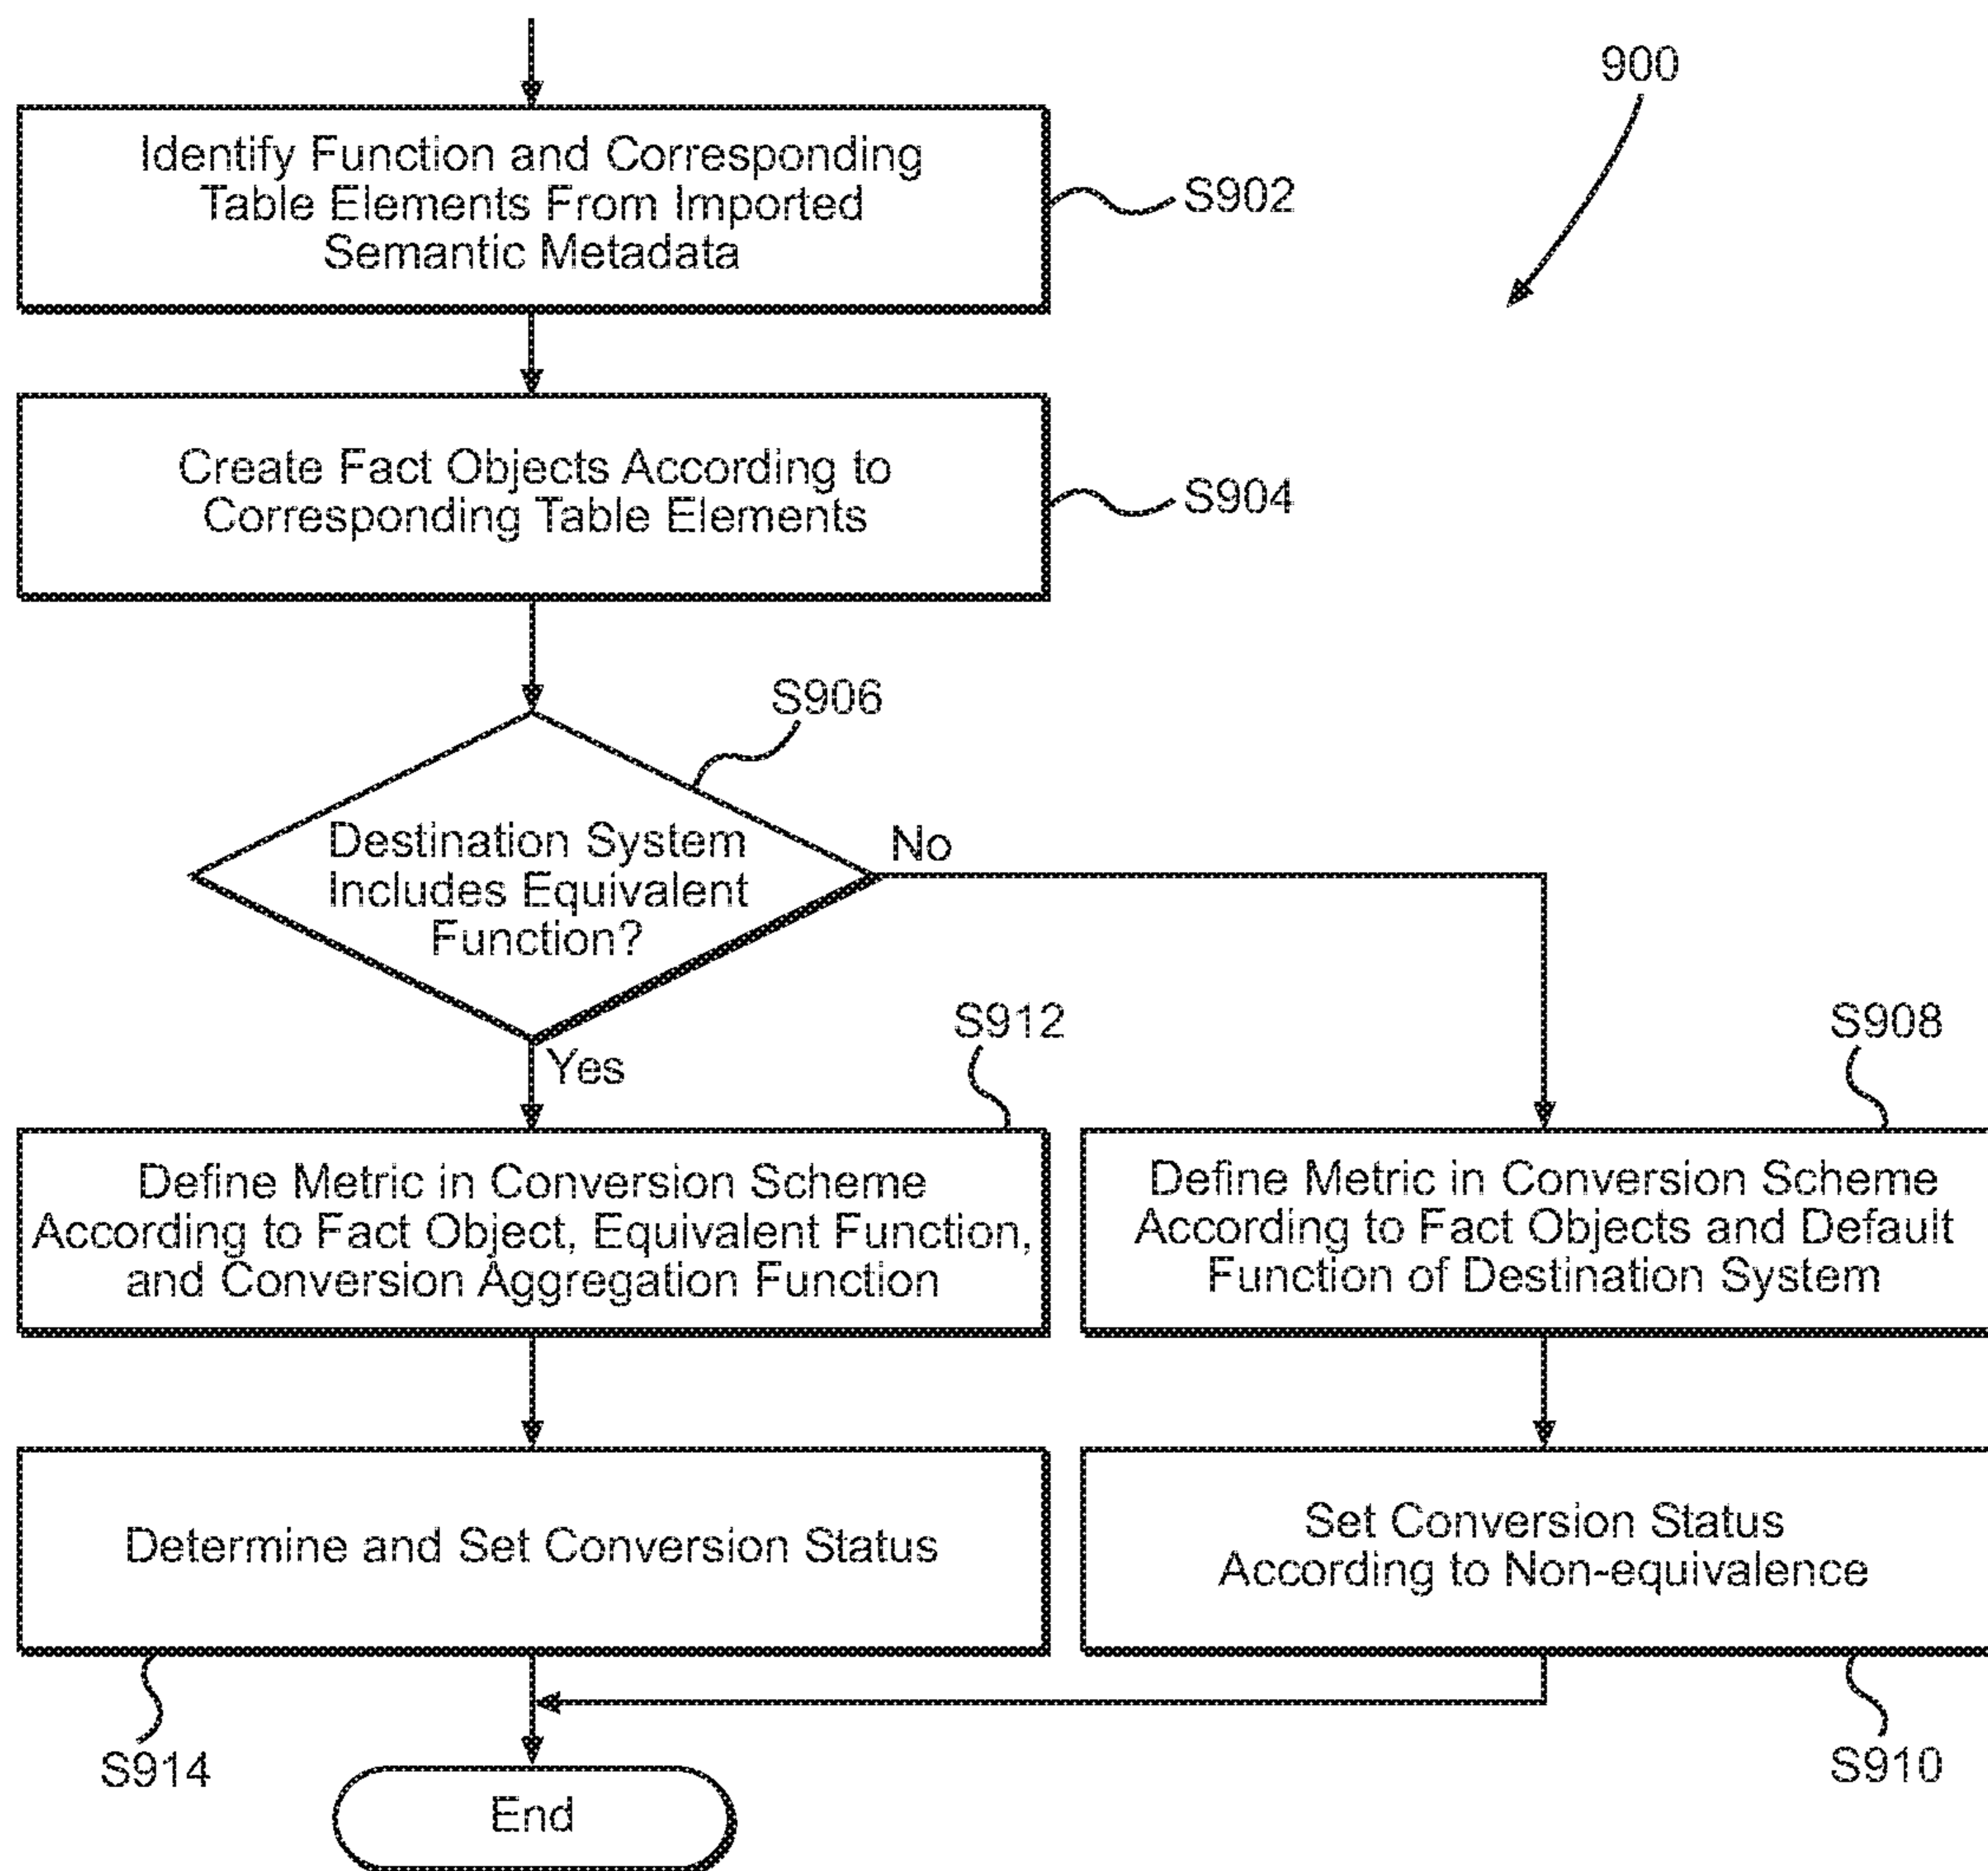 900
Identify Function and Corresponding
Table Elements From Imported
Semantic Metadata
S902
Create Fact Objects According to
Corresponding Table Elements
S904
S906
Destination System
Includes Equivalent
Function?
No
Yes
S912
Define Metric in Conversion Scheme
According to Fact Object, Equivalent Function,
and Conversion Aggregation Function
S908
Define Metric in Conversion Scheme
According to Fact Objects and Default
Function of Destination System
Determine and Set Conversion Status
S914
Set Conversion Status
According to Non-equivalence
S910
End